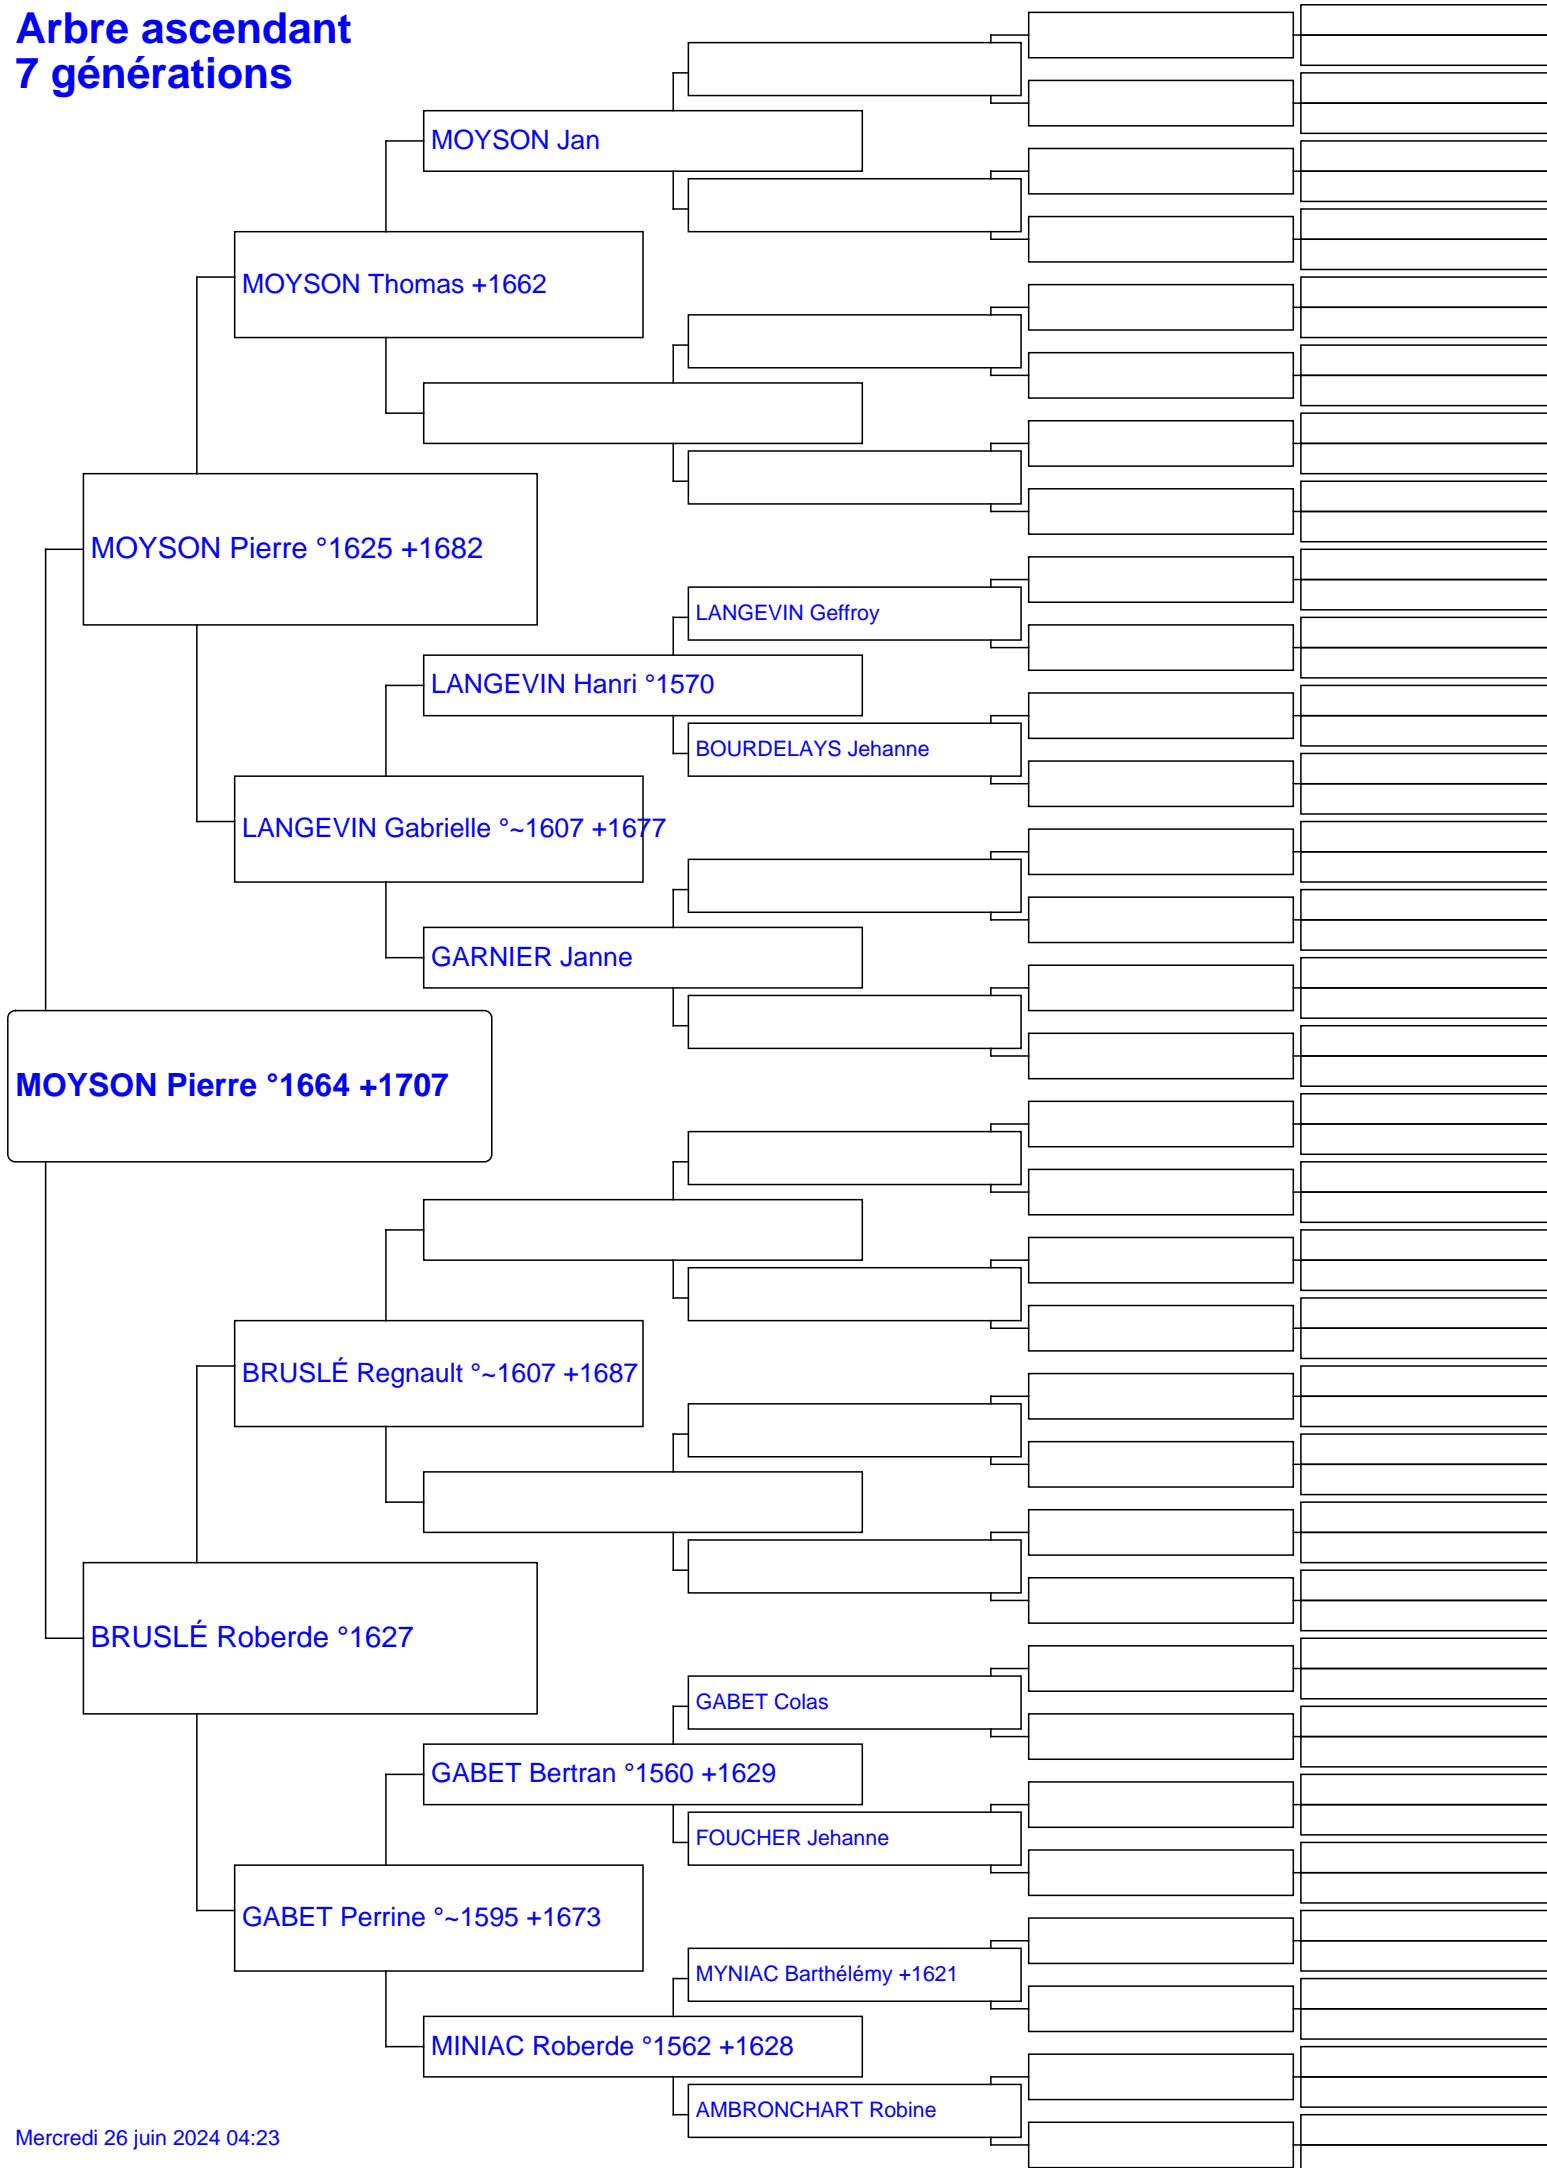 Arbre ascendant
7 générations
MOYSON Jan
MOYSON Thomas +1662
MOYSON Pierre °1625 +1682
LANGEVIN Geffroy
LANGEVIN Hanri °1570
BOURDELAYS Jehanne
LANGEVIN Gabrielle °~1607 +1677
GARNIER Janne
MOYSON Pierre °1664 +1707
BRUSLÉ Regnault °~1607 +1687
BRUSLÉ Roberde °1627
GABET Colas
GABET Bertran °1560 +1629
FOUCHER Jehanne
GABET Perrine °~1595 +1673
MYNIAC Barthélémy +1621
MINIAC Roberde °1562 +1628
AMBRONCHART Robine
Mercredi 26 juin 2024 04:23